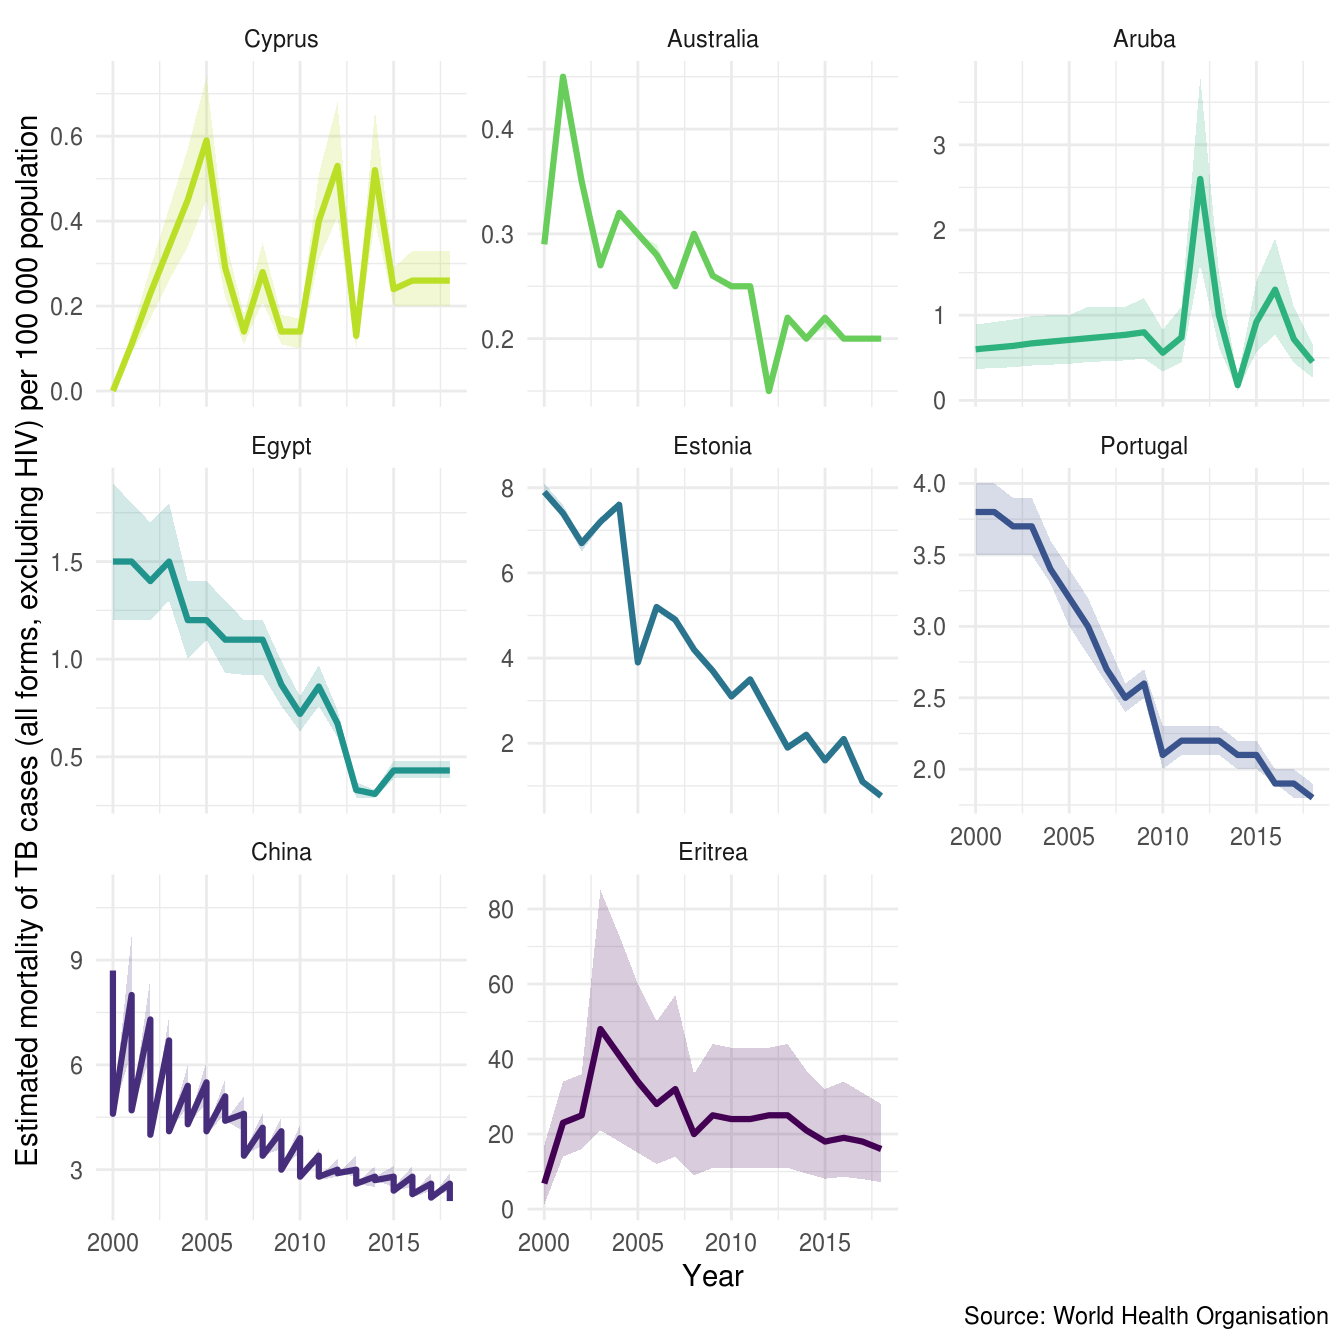 Estimated mortality of TB cases (all forms, excluding HIV) per 100 000 population
Cyprus
0.6
0.4
0.2
0.0
Australia
0.4
0.3
0.2
Aruba
3
2
1
0
Egypt
1.5
1.0
0.5
Estonia
8
6
4
2
Portugal
4.0
3.5
3.0
2.5
2.0
2000 2005 2010 2015
China
9
6
3
2000 2005 2010 2015
Eritrea
80
60
40
20
0
2000 2005 2010 2015
Year
Source: World Health Organisation